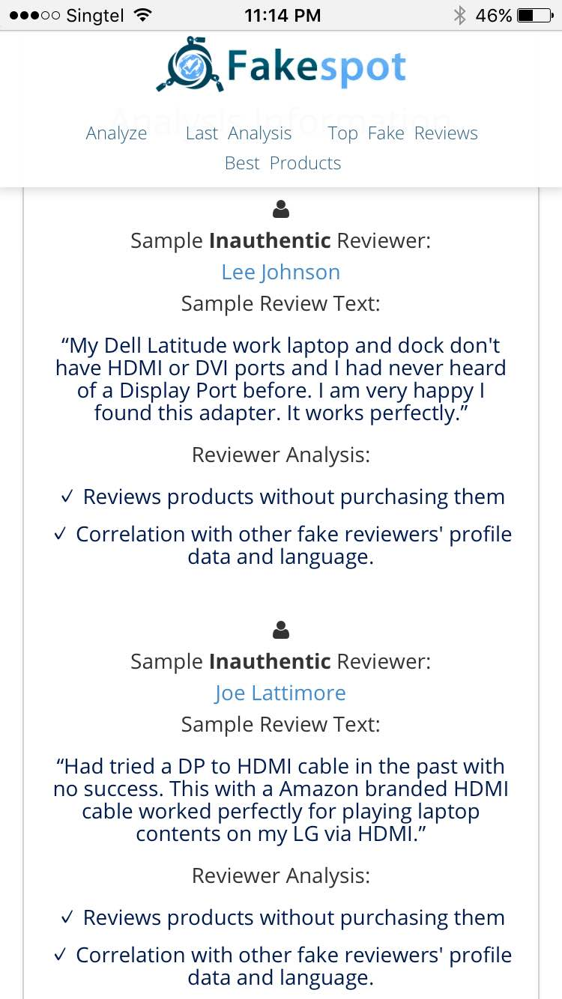 Singtel 11:14 PM 46%
Fakespot
Analysis Information
Analyze Last Analysis Top Fake Reviews
Best Products
Sample Inauthentic Reviewer:
Lee Johnson
Sample Review Text:
“My Dell Latitude work laptop and dock don't
have HDMI or DVI ports and I had never heard
of a Display Port before. I am very happy I
found this adapter. It works perfectly.”
Reviewer Analysis:
✓ Reviews products without purchasing them
✓ Correlation with other fake reviewers' profile
data and language.
Sample Inauthentic Reviewer:
Joe Lattimore
Sample Review Text:
“Had tried a DP to HDMI cable in the past with
no success. This with a Amazon branded HDMI
cable worked perfectly for playing laptop
contents on my LG via HDMI.”
Reviewer Analysis:
✓ Reviews products without purchasing them
✓ Correlation with other fake reviewers' profile
data and language.